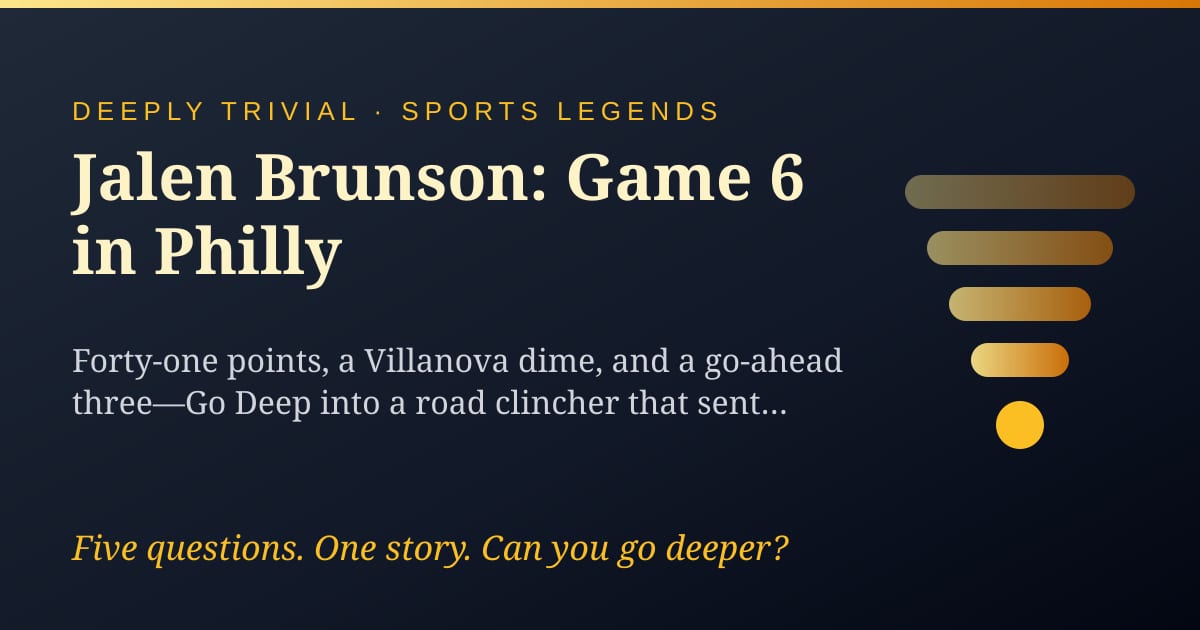 DEEPLY TRIVIAL · SPORTS LEGENDS
Jalen Brunson: Game 6
in Philly
Forty-one points, a Villanova dime, and a go-ahead
three—Go Deep into a road clincher that sent…
Five questions. One story. Can you go deeper?